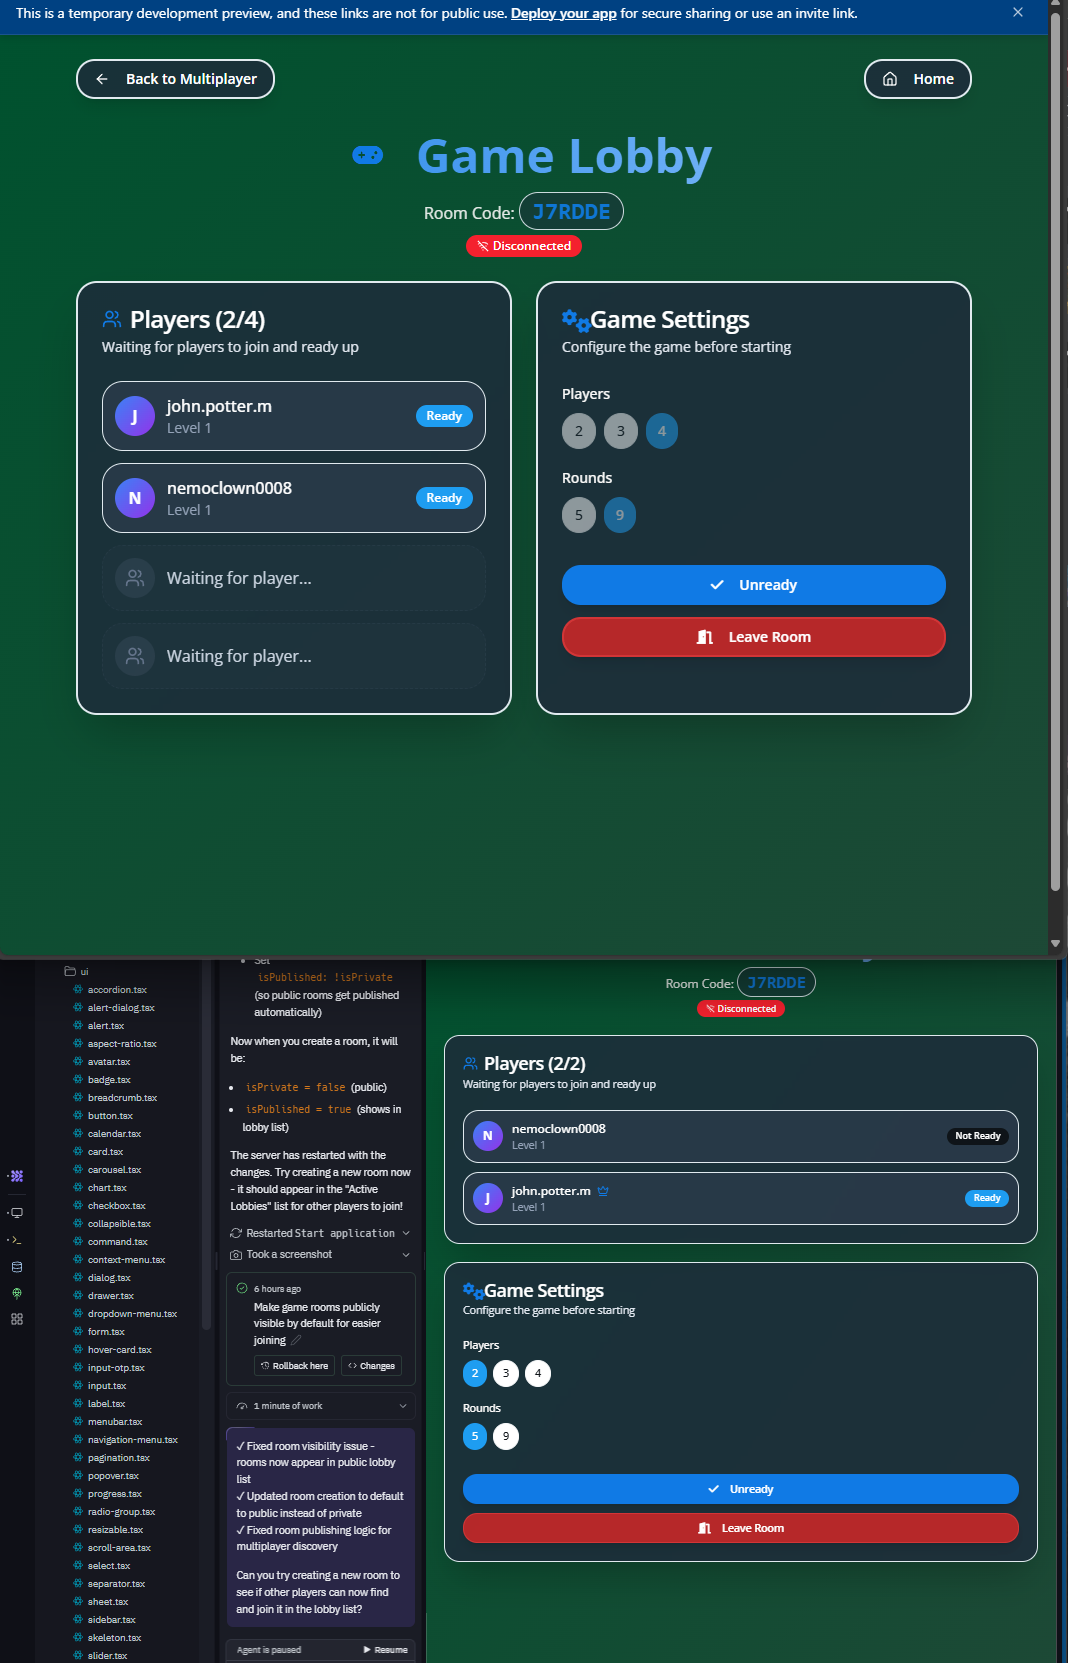 This is a temporary development preview, and these links are not for public use. Deploy your app for secure sharing or use an invite link.
Back to Multiplayer
Home
Game Lobby
Room Code: J7RDDE
Disconnected
Players (2/4)
Waiting for players to join and ready up
J
john.potter.m
Level 1
Ready
N
nemoclown0008
Level 1
Ready
Waiting for player...
Waiting for player...
Game Settings
Configure the game before starting
Players
2 3 4
Rounds
5 9
Unready
Leave Room
ui
accordion.tsx
alert-dialog.tsx
alert.tsx
aspect-ratio.tsx
avatar.tsx
badge.tsx
breadcrumb.tsx
button.tsx
calendar.tsx
card.tsx
carousel.tsx
chart.tsx
checkbox.tsx
collapsible.tsx
command.tsx
context-menu.tsx
dialog.tsx
drawer.tsx
dropdown-menu.tsx
form.tsx
hover-card.tsx
input-otp.tsx
input.tsx
label.tsx
menubar.tsx
navigation-menu.tsx
pagination.tsx
popover.tsx
progress.tsx
radio-group.tsx
resizable.tsx
scroll-area.tsx
select.tsx
separator.tsx
sheet.tsx
sidebar.tsx
skeleton.tsx
slider.tsx
Set
isPublished: !isPrivate
(so public rooms get published
automatically)
Now when you create a room, it will
be:
isPrivate = false (public)
isPublished = true (shows in
lobby list)
The server has restarted with the
changes. Try creating a new room now
- it should appear in the "Active
Lobbies" list for other players to join!
Restarted Start application
Took a screenshot
6 hours ago
Make game rooms publicly
visible by default for easier
joining
Rollback here
Changes
1 minute of work
✓ Fixed room visibility issue -
rooms now appear in public lobby
list
✓ Updated room creation to default
to public instead of private
✓ Fixed room publishing logic for
multiplayer discovery
Can you try creating a new room to
see if other players can now find
and join it in the lobby list?
Agent is paused
Resume
Room Code: J7RDDE
Disconnected
Players (2/2)
Waiting for players to join and ready up
N
nemoclown0008
Level 1
Not Ready
J
john.potter.m
Level 1
Ready
Game Settings
Configure the game before starting
Players
2 3 4
Rounds
5 9
Unready
Leave Room